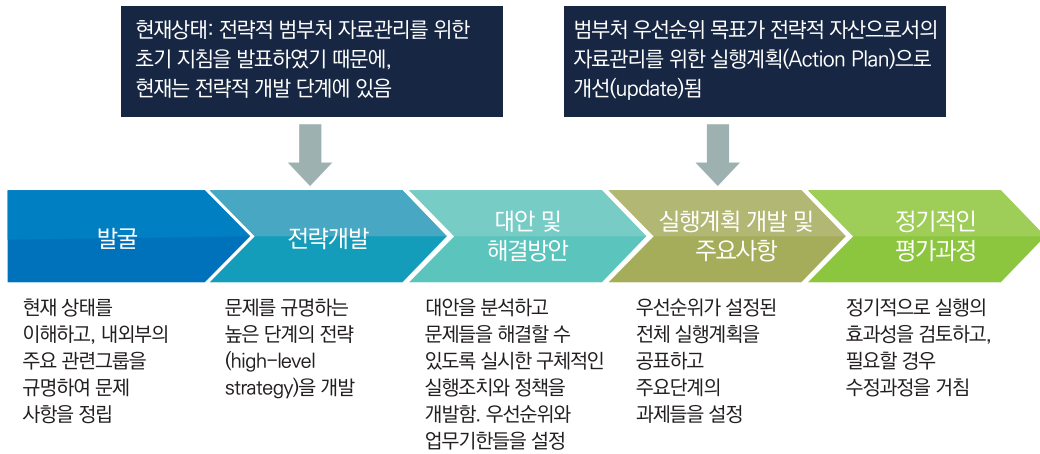 현재상태: 전략적 범부처 자료관리를 위한
초기 지침을 발표하였기 때문에,
현재는 전략적 개발 단계에 있음
범부처 우선순위 목표가 전략적 자산으로서의
자료관리를 위한 실행계획(Action Plan)으로
개선(update)됨
발굴
전략개발
대안 및
해결방안
실행계획 개발 및
주요사항
정기적인
평가과정
현재 상태를
이해하고, 내외부의
주요 관련그룹을
규명하여 문제
사항을 정립
문제를 규명하는
높은 단계의 전략
(high-level
strategy)을 개발
대안을 분석하고
문제들을 해결할 수
있도록 실시한 구체적인
실행조치와 정책을
개발함. 우선순위와
업무기한들을 설정
우선순위가 설정된
전체 실행계획을
공표하고
주요단계의
과제들을 설정
정기적으로 실행의
효과성을 검토하고,
필요할 경우
수정과정을 거침